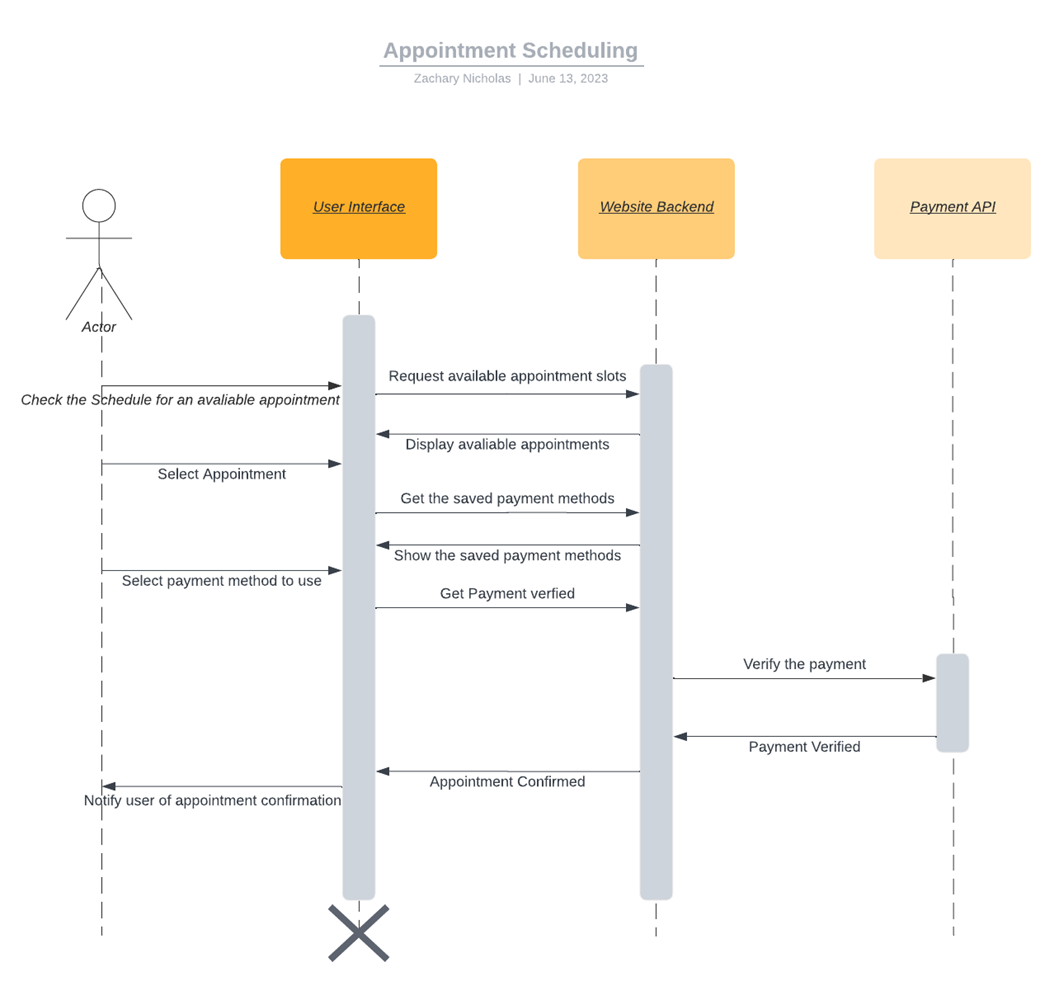 Appointment Scheduling
Zachary Nicholas | June 13, 2023
User Interface
Website Backend
Payment API
Actor
Request available appointment slots
Check the Schedule for an avaliable appointment
Display avaliable appointments
Select Appointment
Get the saved payment methods
Show the saved payment methods
Select payment method to use
Get Payment verfied
Verify the payment
Payment Verified
Appointment Confirmed
Notify user of appointment confirmation